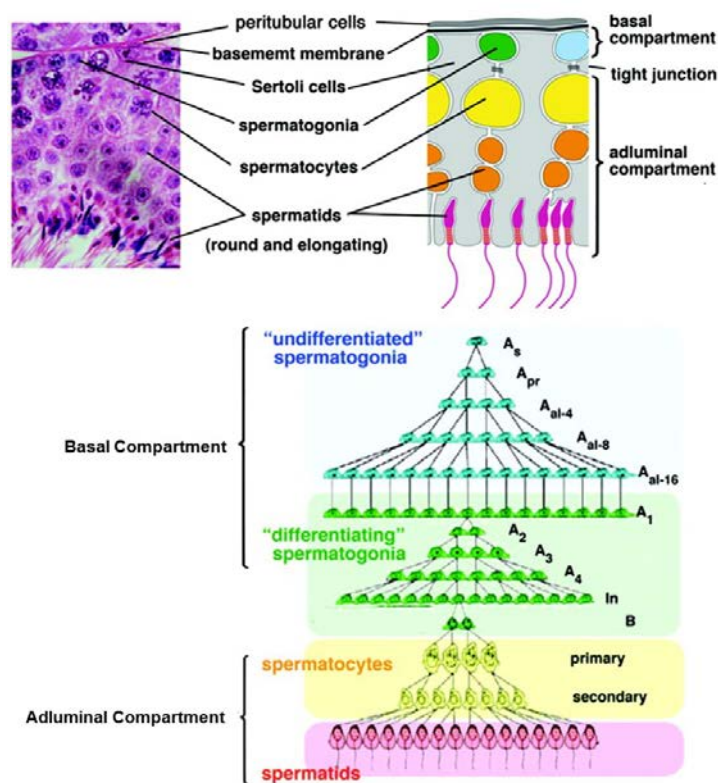 peritubular cells
basememt membrane
Sertoli cells
spermatogonia
spermatocytes
spermatids
(round and elongating)
basal
compartment
tight junction
adluminal
compartment
"undifferentiated"
spermatogonia
As
Apr
Aal-4
Aal-8
Aal-16
Basal Compartment
A1
"differentiating"
spermatogonia
A2
A3
A4
In
B
spermatocytes
primary
secondary
Adluminal Compartment
spermatids